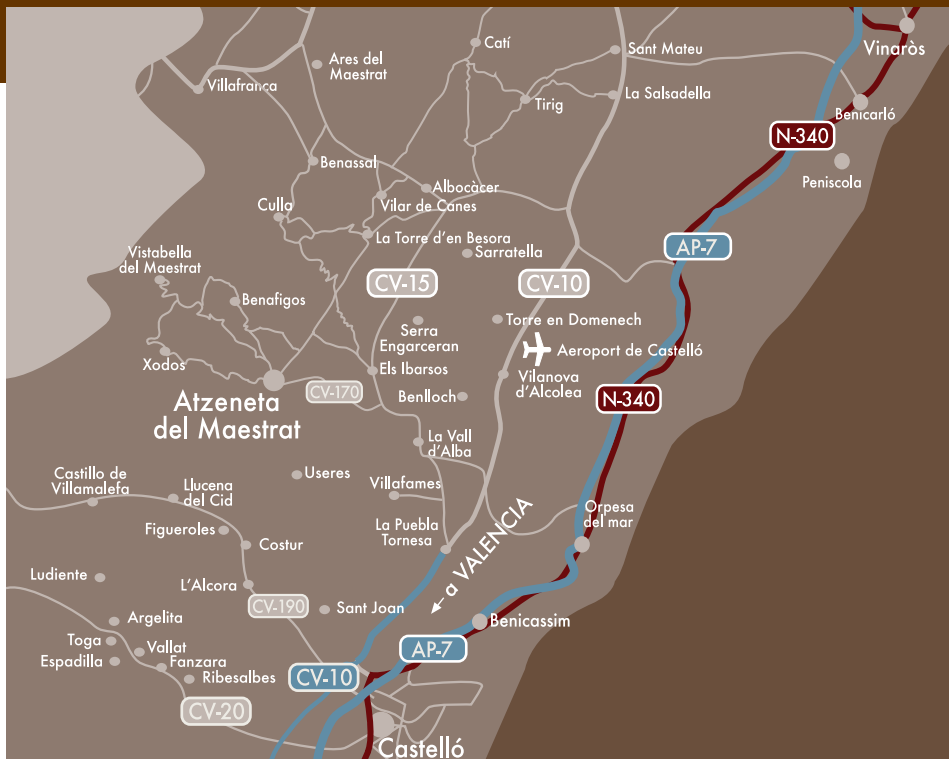 Vinaròs
Catí
Sant Mateu
Ares del
Maestrat
Villafranca
La Salsadella
Tirig
Benicarló
N-340
Benassal
Peniscola
Albocàcer
Vilar de Canes
Culla
La Torre d'en Besora
AP-7
Vistabella
del Maestrat
Sarratella
CV-15
CV-10
Benafigos
Torre en Domenech
Serra
Engarceran
Aeroport de Castelló
Xodos
Els Ibarsos
Vilanova
d'Alcolea
CV-170
Benlloch
N-340
Atzeneta
del Maestrat
La Vall
d'Alba
Castillo de
Villamalefa
Useres
Llucena
del Cid
Villafames
Orpesa
del mar
Figueroles
La Puebla
Tornesa
a VALENCIA
Costur
Ludiente
L'Alcora
CV-190
Sant Joan
Argelita
Benicassim
Toga
Vallat
AP-7
Espadilla
Fanzara
Ribesalbes
CV-10
CV-20
Castelló